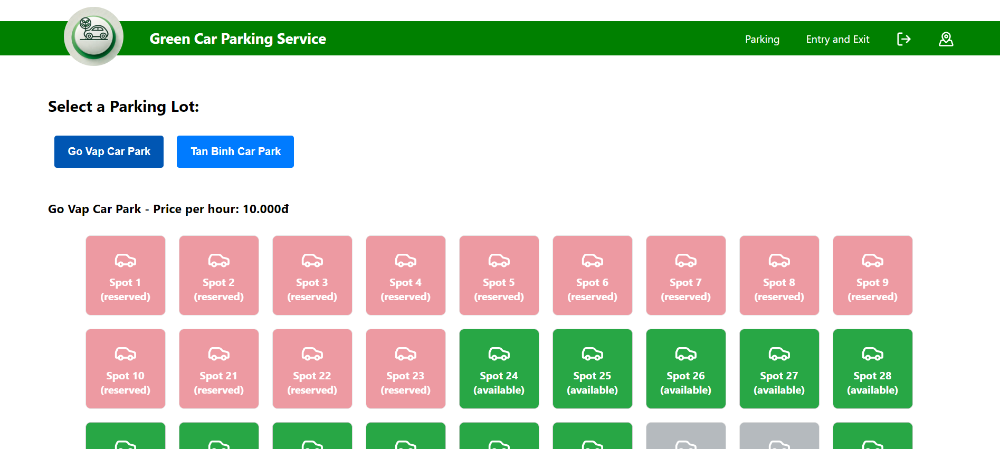 Green Car Parking Service
Parking
Entry and Exit
Select a Parking Lot:
Go Vap Car Park
Tan Binh Car Park
Go Vap Car Park - Price per hour: 10.000đ
Spot 1
(reserved)
Spot 2
(reserved)
Spot 3
(reserved)
Spot 4
(reserved)
Spot 5
(reserved)
Spot 6
(reserved)
Spot 7
(reserved)
Spot 8
(reserved)
Spot 9
(reserved)
Spot 10
(reserved)
Spot 21
(reserved)
Spot 22
(reserved)
Spot 23
(reserved)
Spot 24
(available)
Spot 25
(available)
Spot 26
(available)
Spot 27
(available)
Spot 28
(available)